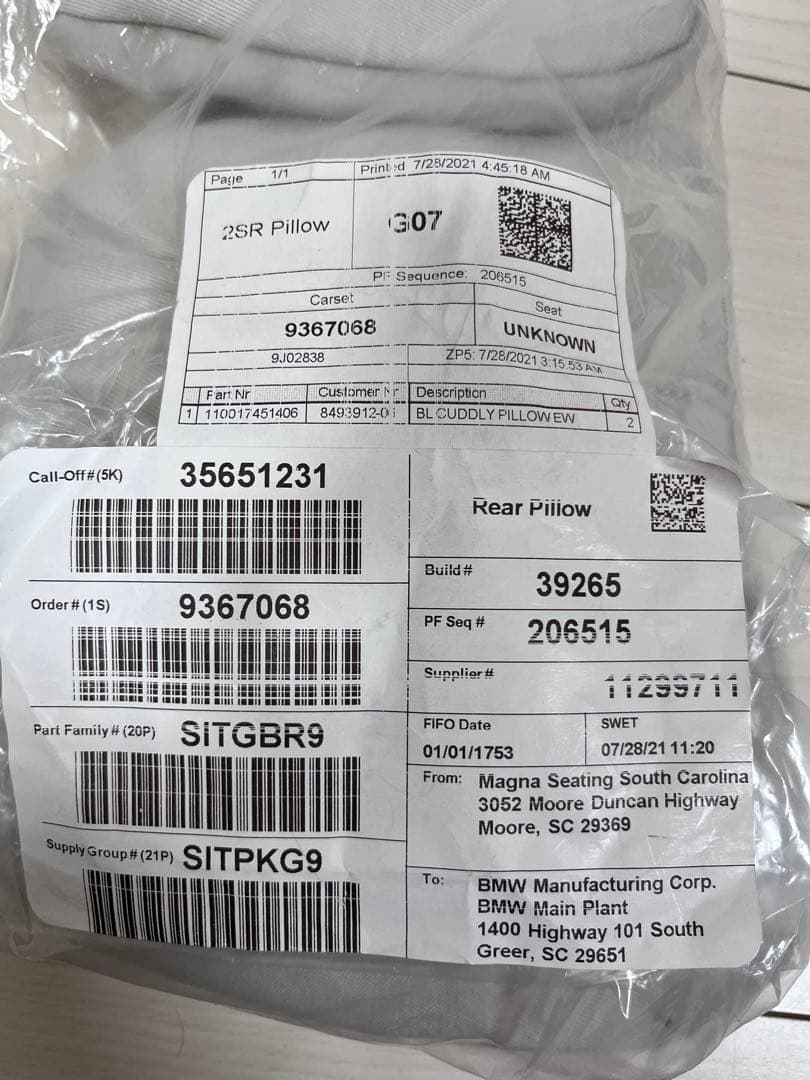 Page 1/1 Printed 7/28/2021 4:45:18 AM
2SR Pillow G07
PF Sequence: 206515
Carset Seat
9367068 UNKNOWN
9J02838 ZP5: 7/28/2021 3:15:53 AM
Part Nr Customer Nr Description Qty
1 110017451406 8493912-0 BL CUDDLY PILLOW EW 2
Call-Off#(5K) 35651231
Order#(1S) 9367068
Part Family#(20P) SITGBR9
Supply Group#(21P) SITPKG9
Rear Pillow
Build# 39265
PF Seq # 206515
Supplier# 11299711
FIFO Date SWET
01/01/1753 07/28/21 11:20
From: Magna Seating South Carolina
3052 Moore Duncan Highway
Moore, SC 29369
To: BMW Manufacturing Corp.
BMW Main Plant
1400 Highway 101 South
Greer, SC 29651